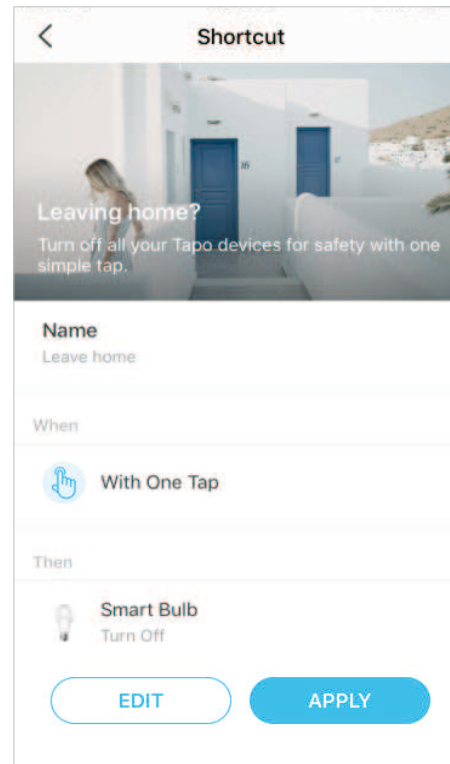 Shortcut
16
Leaving home?
Turn off all your Tapo devices for safety with one
simple tap.
Name
Leave home
When
With One Tap
Then
Smart Bulb
Turn Off
EDIT
APPLY